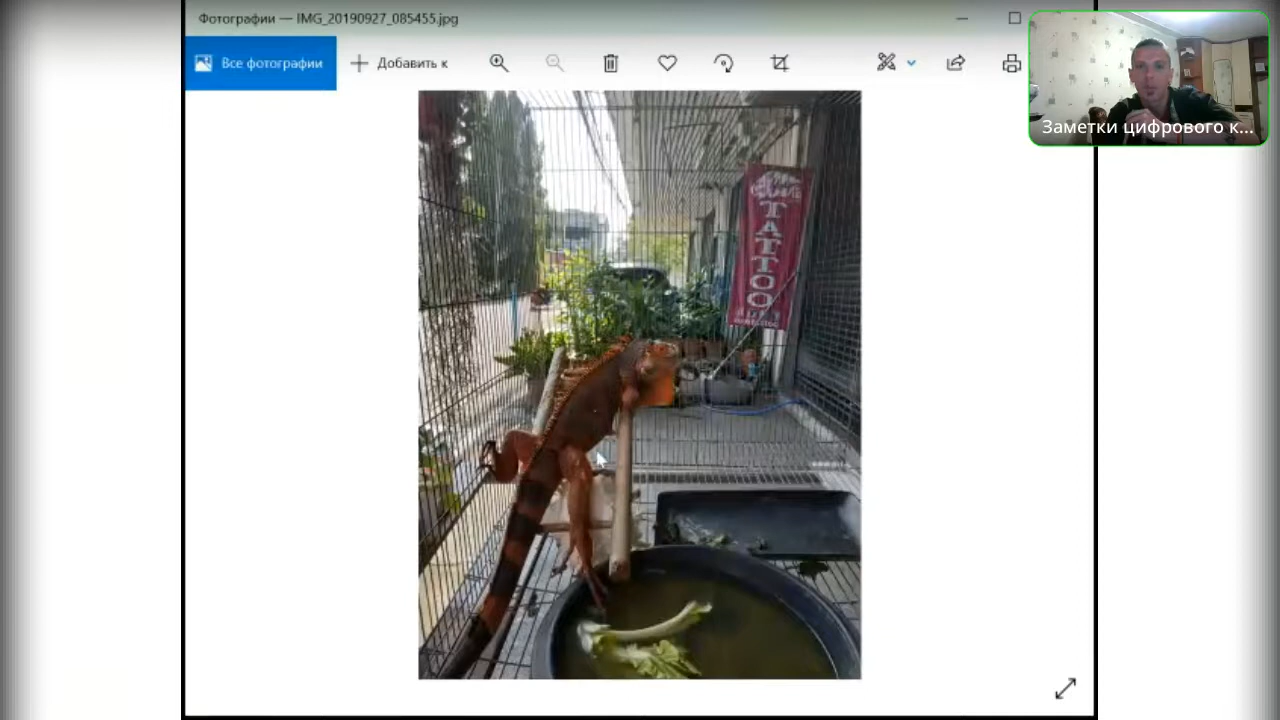 Фотографии — IMG_20190927_085455.jpg
Все фотографии
Добавить к
Заметки цифрового к...
TATTOO